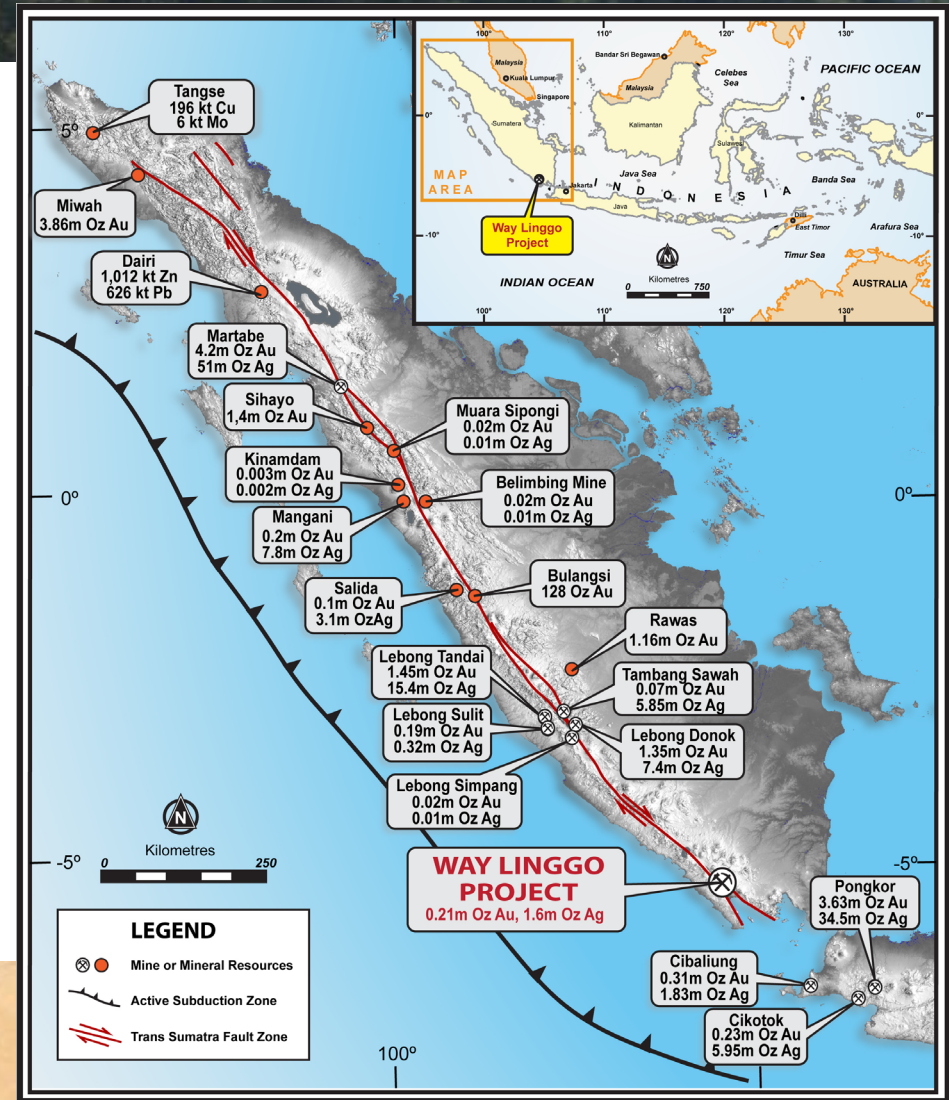 100°
110°
120°
130°
Bandar Sri Begawan
Malaysia
Kuala Lumpur
Singapore
Malaysia
Celebes
Sea
PACIFIC OCEAN
0°
0°
Sumatera
Kalimantan
Sulawesi
MAP
AREA
Jakarta
Java Sea
I N D O N E S I A
Banda Sea
Java
Way Linggo
Project
Dili
East Timor
Arafura Sea
-10°
-10°
Timur Sea
N
Kilometres
0
750
INDIAN OCEAN
AUSTRALIA
100°
110°
120°
130°
Tangse
196 kt Cu
6 kt Mo
5º
Miwah
3.86m Oz Au
Dairi
1,012 kt Zn
626 kt Pb
Martabe
4.2m Oz Au
51m Oz Ag
Sihayo
1,4m Oz Au
Muara Sipongi
0.02m Oz Au
0.01m Oz Ag
Kinamdam
0.003m Oz Au
0.002m Oz Ag
Belimbing Mine
0.02m Oz Au
0.01m Oz Ag
0º
0º
Mangani
0.2m Oz Au
7.8m Oz Ag
Salida
0.1m Oz Au
3.1m OzAg
Bulangsi
128 Oz Au
Rawas
1.16m Oz Au
Lebong Tandai
1.45m Oz Au
15.4m Oz Ag
Tambang Sawah
0.07m Oz Au
5.85m Oz Ag
Lebong Sulit
0.19m Oz Au
0.32m Oz Ag
Lebong Donok
1.35m Oz Au
7.4m Oz Ag
Lebong Simpang
0.02m Oz Au
0.01m Oz Ag
N
Kilometres
0
250
-5º
-5º
WAY LINGGO
PROJECT
0.21m Oz Au, 1.6m Oz Ag
Pongkor
3.63m Oz Au
34.5m Oz Ag
Cibaliung
0.31m Oz Au
1.83m Oz Ag
Cikotok
0.23m Oz Au
5.95m Oz Ag
LEGEND
Mine or Mineral Resources
Active Subduction Zone
Trans Sumatra Fault Zone
100º